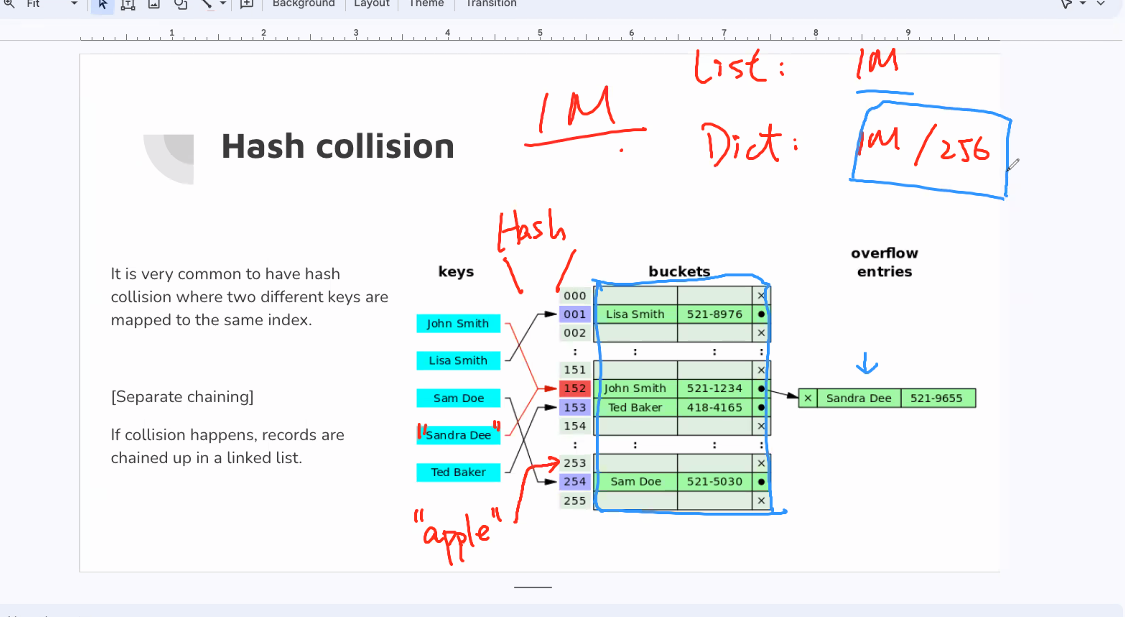 Fit
Background
Layout
Theme
Transition
1 2 3 4 5 6 7 8 9
List: 1M
1M
Dict: 1M / 256
Hash collision
Hash
It is very common to have hash
collision where two different keys are
mapped to the same index.
[Separate chaining]
If collision happens, records are
chained up in a linked list.
keys
buckets
overflow
entries
John Smith
Lisa Smith
Sam Doe
"Sandra Dee"
Ted Baker
"apple"
000 ×
001 Lisa Smith 521-8976
002 ×
: : : :
151 ×
152 John Smith 521-1234
153 Ted Baker 418-4165
154 ×
: : : :
253 ×
254 Sam Doe 521-5030
255 ×
× Sandra Dee 521-9655